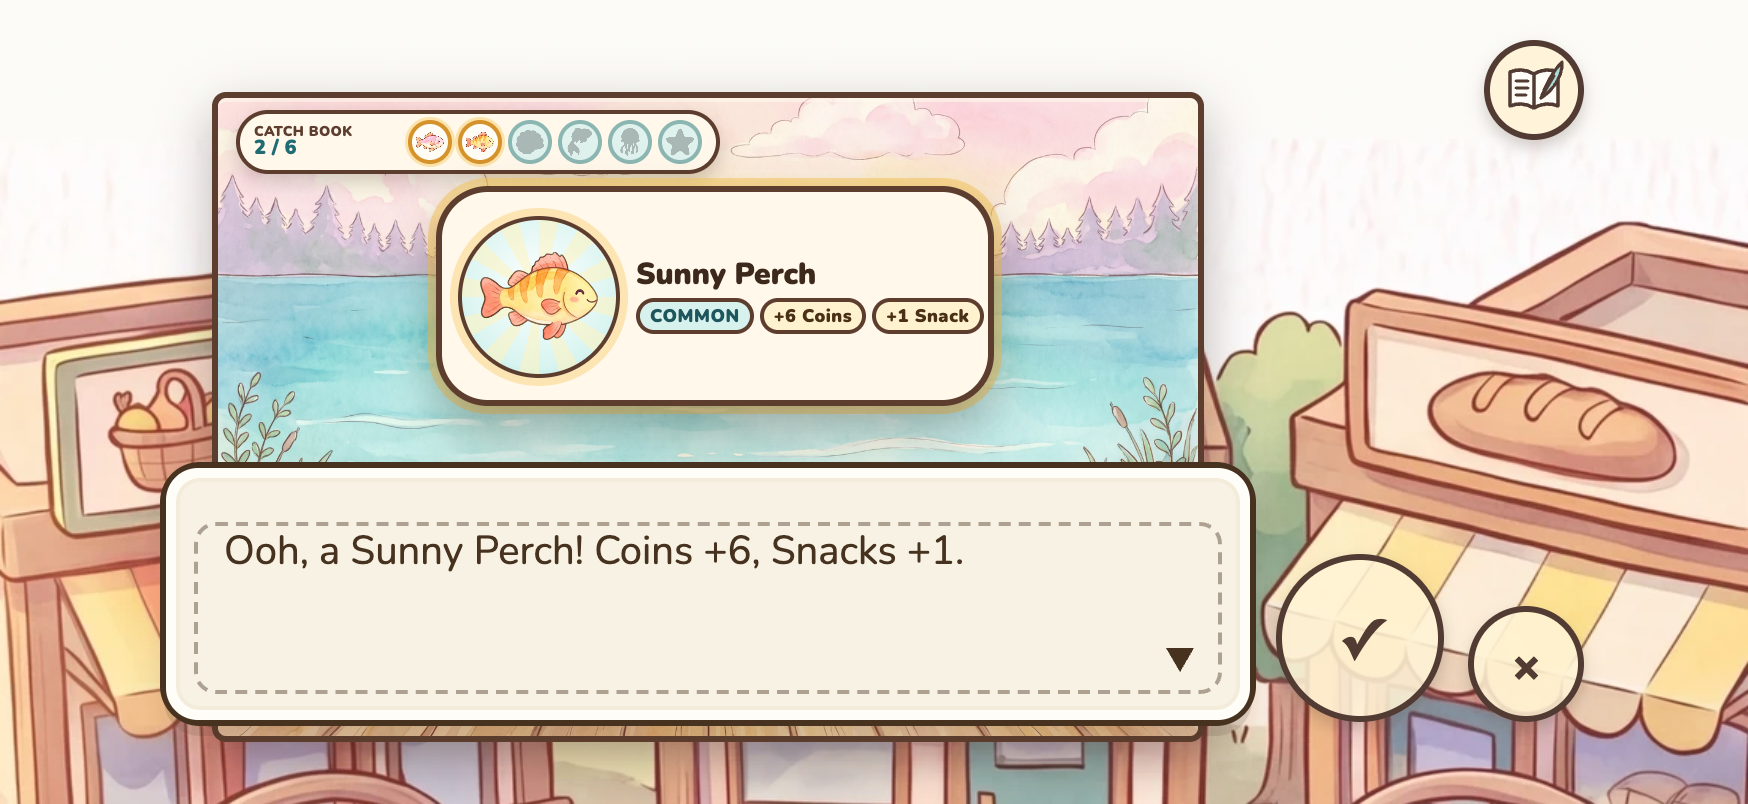 CATCH BOOK
2 / 6
Sunny Perch
COMMON +6 Coins +1 Snack
Ooh, a Sunny Perch! Coins +6, Snacks +1.